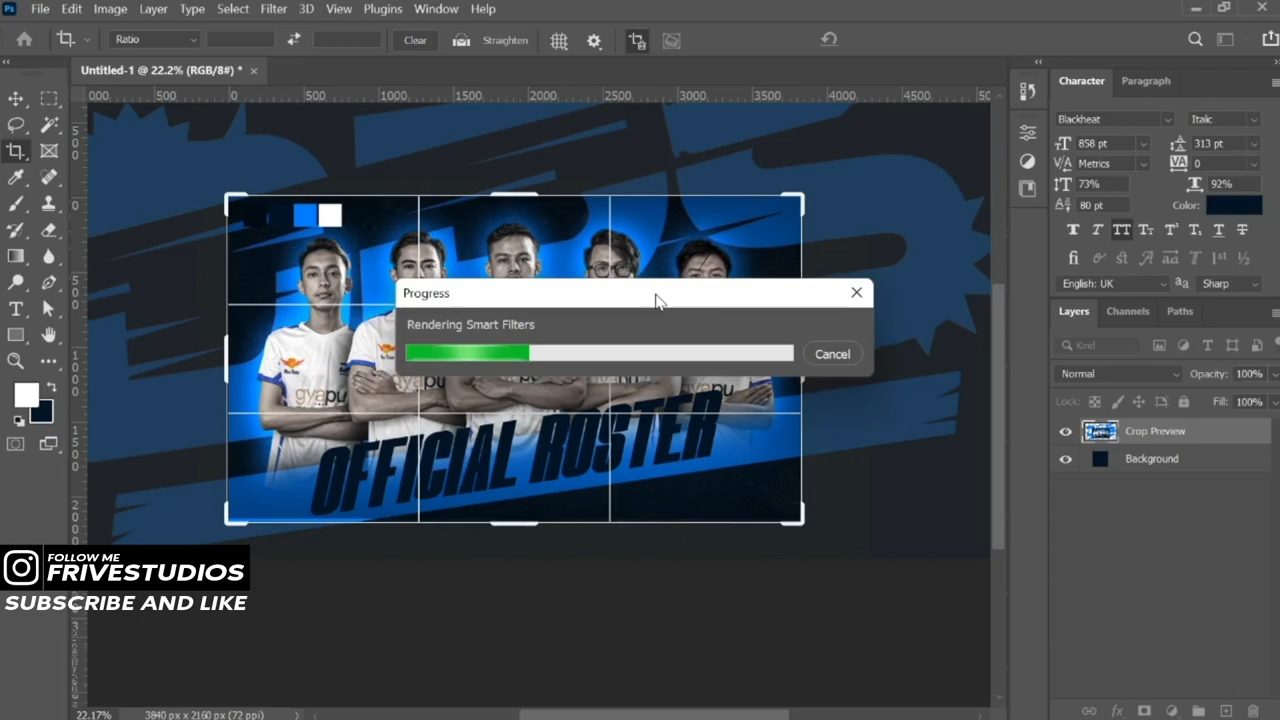 Ps File Edit Image Layer Type Select Filter 3D View Plugins Window Help
Ratio Clear Straighten
Untitled-1 @ 22.2% (RGB/8#) * ×
000 500 0 500 1000 1500 2000 2500 3000 3500 4000 4500
Character Paragraph
Blackheat Italic
858 pt 313 pt
Metrics 0
73% 92%
80 pt Color:
English: UK Sharp
Layers Channels Paths
Kind
Normal Opacity: 100%
Lock: Fill: 100%
Crop Preview
Background
Progress
Rendering Smart Filters
Cancel
gyapu
OFFICIAL ROSTER
FOLLOW ME
FRIVESTUDIOS
SUBSCRIBE AND LIKE
22.17% 3840 px x 2160 px (72 ppi)